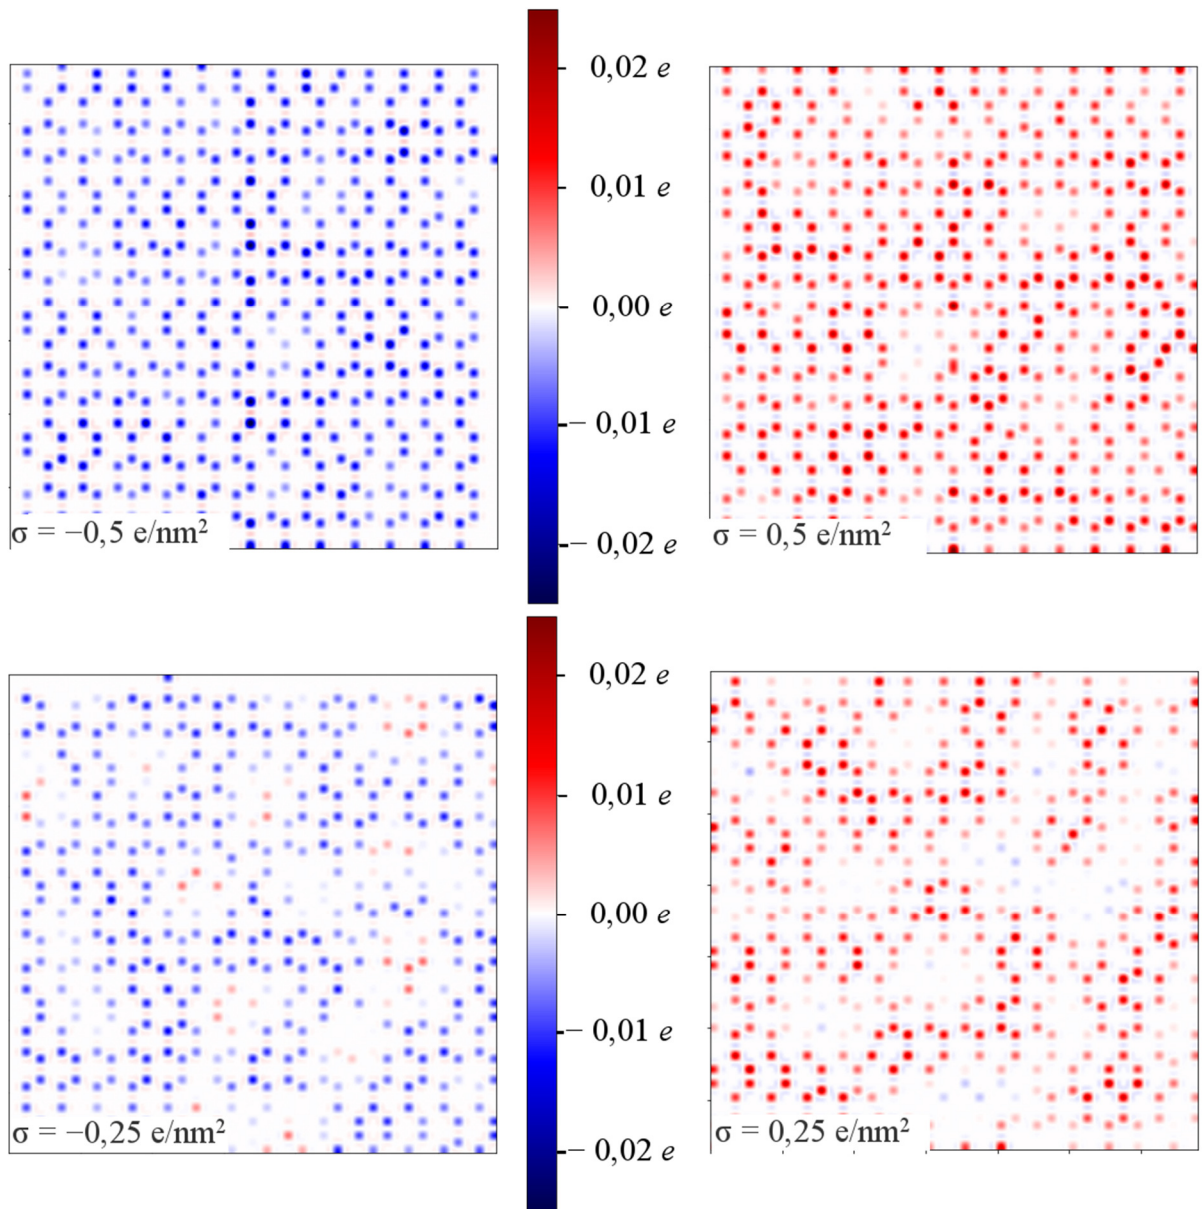 0,02 e
0,01 e
0,00 e
− 0,01 e
− 0,02 e
σ = −0,5 e/nm²
σ = 0,5 e/nm²
0,02 e
0,01 e
0,00 e
− 0,01 e
− 0,02 e
σ = −0,25 e/nm²
σ = 0,25 e/nm²